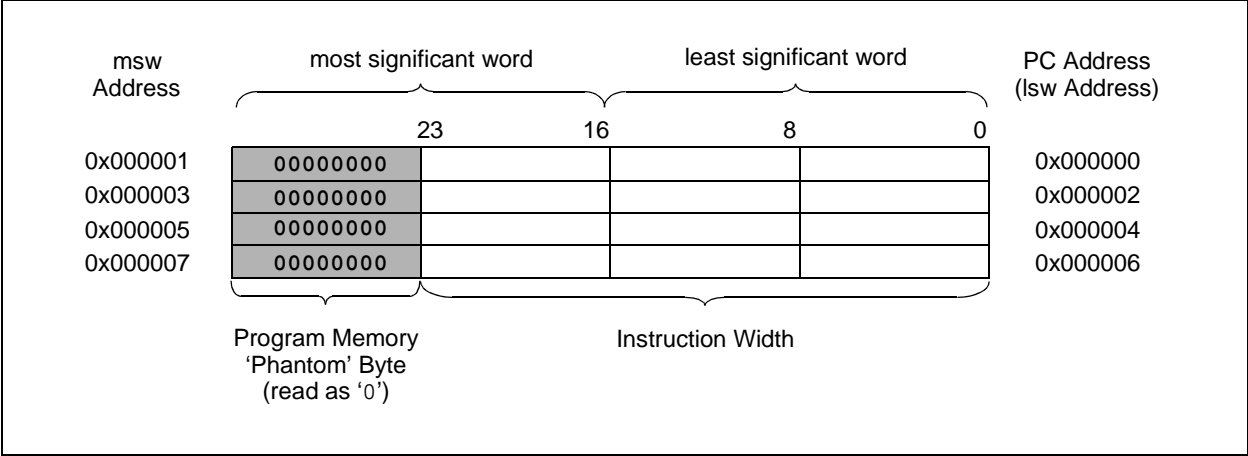 msw
Address
most significant word
least significant word
PC Address
(lsw Address)
23 16 8 0
0x000001 00000000 0x000000
0x000003 00000000 0x000002
0x000005 00000000 0x000004
0x000007 00000000 0x000006
Program Memory
‘Phantom’ Byte
(read as ‘0’)
Instruction Width